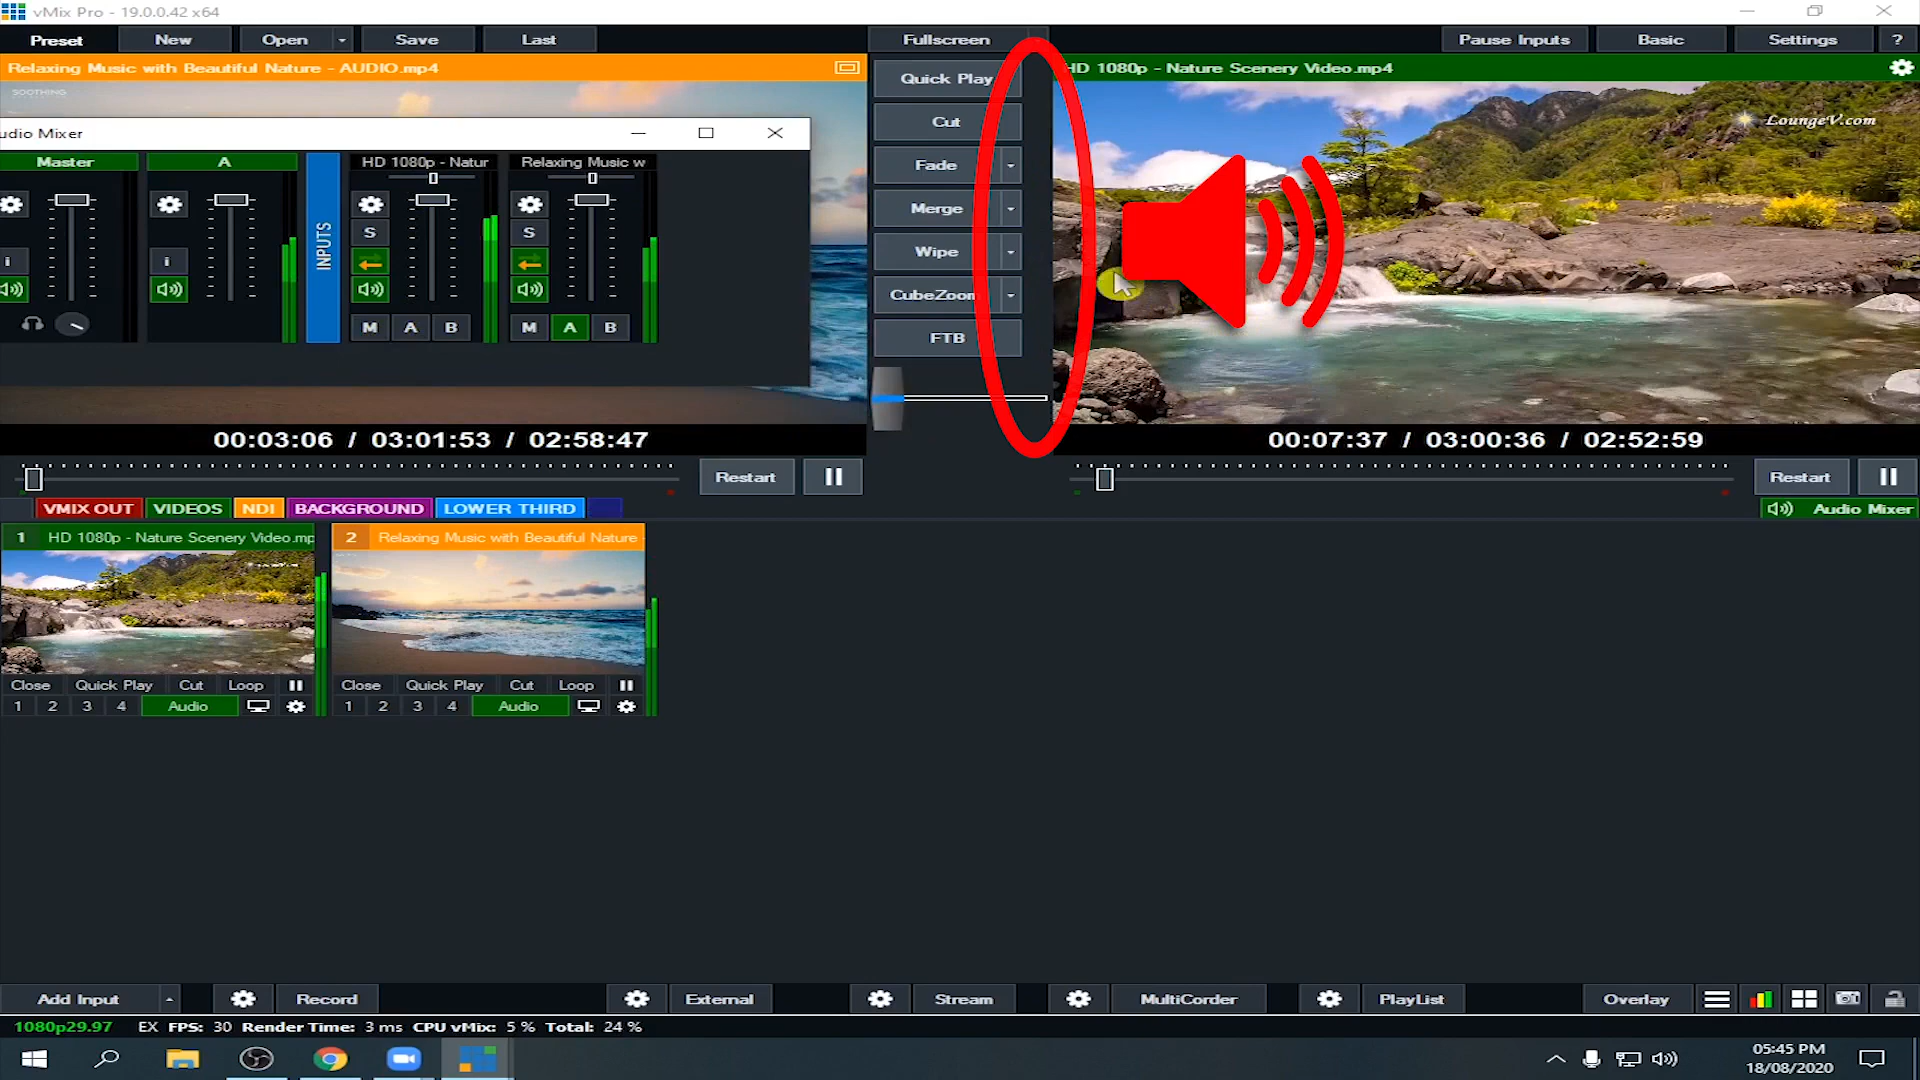 vMix Pro - 19.0.0.42 x64
Preset New Open Save Last Fullscreen Pause Inputs Basic Settings ?
Relaxing Music with Beautiful Nature - AUDIO.mp4
SOOTHING
udio Mixer
Master A INPUTS HD 1080p - Natur Relaxing Music w
S S
i i
M A B M A B
Quick Play
Cut
Fade
Merge
Wipe
CubeZoom
FTB
HD 1080p - Nature Scenery Video.mp4
LoungeV.com
00:03:06 / 03:01:53 / 02:58:47
Restart
00:07:37 / 03:00:36 / 02:52:59
Restart
VMIX OUT VIDEOS NDI BACKGROUND LOWER THIRD
Audio Mixer
1 HD 1080p - Nature Scenery Video.mp
Close Quick Play Cut Loop
1 2 3 4 Audio
2 Relaxing Music with Beautiful Nature
Close Quick Play Cut Loop
1 2 3 4 Audio
Add Input Record External Stream MultiCorder PlayList Overlay
1080p29.97 EX FPS: 30 Render Time: 3 ms CPU vMix: 5 % Total: 24 %
05:45 PM
18/08/2020